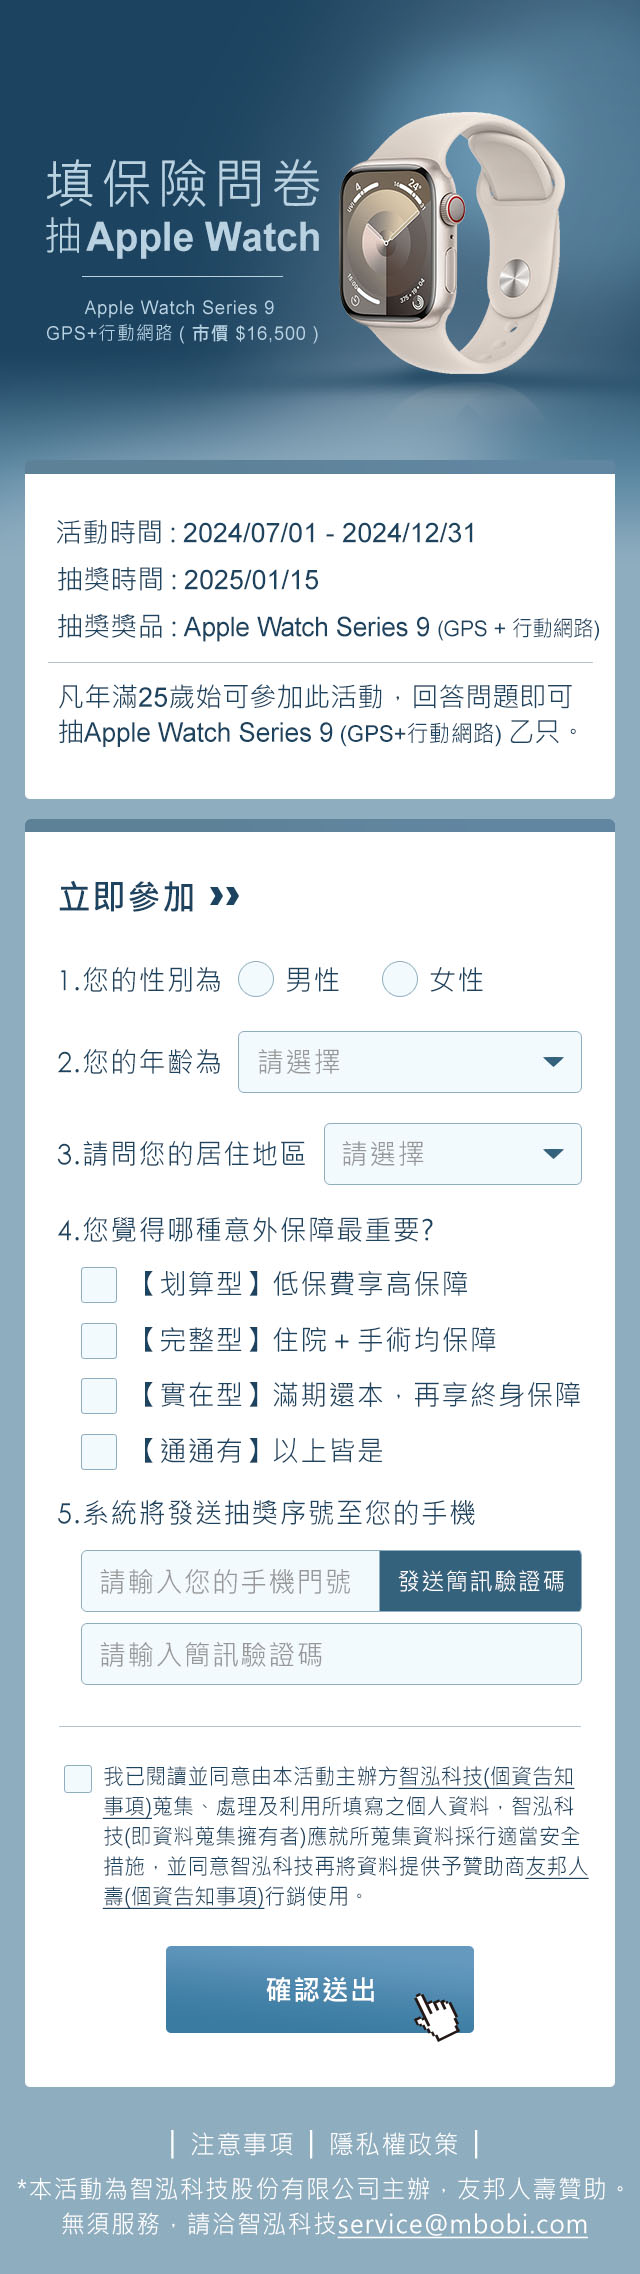 填保險問卷
抽Apple Watch
Apple Watch Series 9
GPS+行動網路 ( 市價 $16,500 )
活動時間 : 2024/07/01 - 2024/12/31
抽獎時間 : 2025/01/15
抽獎獎品 : Apple Watch Series 9 (GPS + 行動網路)
凡年滿25歲始可參加此活動，回答問題即可
抽Apple Watch Series 9 (GPS+行動網路) 乙只。
立即參加 »
1.您的性別為 男性 女性
2.您的年齡為 請選擇
3.請問您的居住地區 請選擇
4.您覺得哪種意外保障最重要?
【划算型】低保費享高保障
【完整型】住院 + 手術均保障
【實在型】滿期還本，再享終身保障
【通通有】以上皆是
5.系統將發送抽獎序號至您的手機
請輸入您的手機門號 發送簡訊驗證碼
請輸入簡訊驗證碼
我已閱讀並同意由本活動主辦方智泓科技(個資告知
事項)蒐集、處理及利用所填寫之個人資料，智泓科
技(即資料蒐集擁有者)應就所蒐集資料採行適當安全
措施，並同意智泓科技再將資料提供予贊助商友邦人
壽(個資告知事項)行銷使用。
確認送出
| 注意事項 | 隱私權政策 |
*本活動為智泓科技股份有限公司主辦，友邦人壽贊助。
無須服務，請洽智泓科技service@mbobi.com